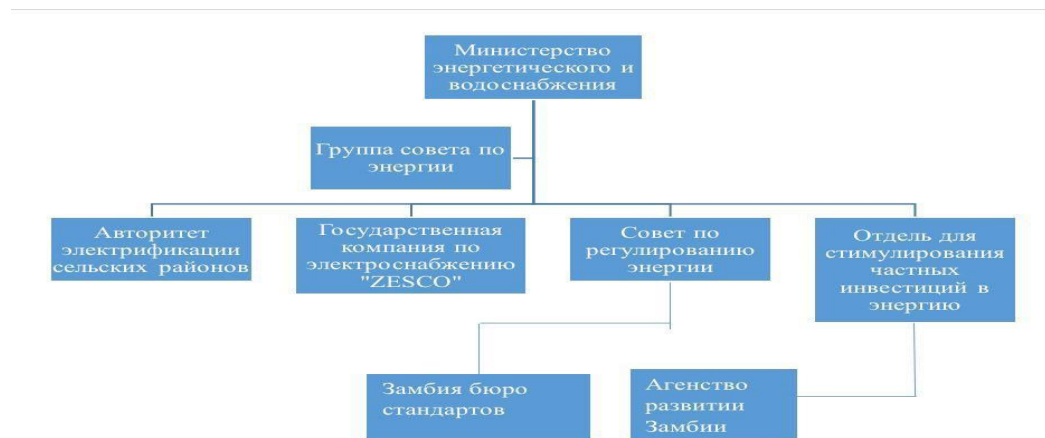 Министерство
энергетического и
водоснабжения
Группа совета по
энергии
Авторитет
электрификации
сельских районов
Государственная
компания по
электроснабжению
"ZESCO"
Совет по
регулированию
энергии
Отдель для
стимулирования
частных
инвестиций в
энергию
Замбия бюро
стандартов
Агенство
развитии
Замбии